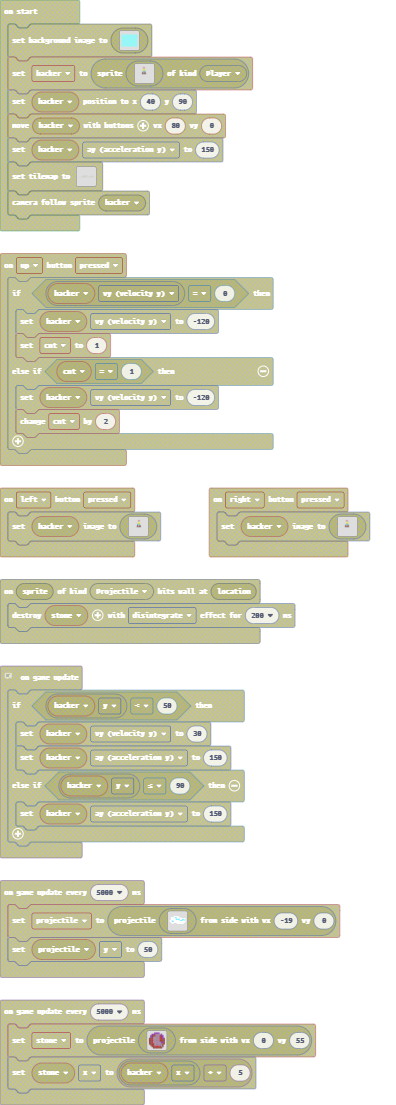 on start
set background image to
set hacker to sprite of kind Player
set hacker position to x 40 y 90
move hacker with buttons vx 80 vy 0
set hacker ay (acceleration y) to 150
set tilemap to
camera follow sprite hacker
on up button pressed
if hacker vy (velocity y) = 0 then
set hacker vy (velocity y) to -120
set cnt to 1
else if cnt = 1 then
set hacker vy (velocity y) to -120
change cnt by 2
on left button pressed
set hacker image to
on right button pressed
set hacker image to
on sprite of kind Projectile hits wall at location
destroy stone with disintegrate effect for 200 ms
on game update
if hacker y < 50 then
set hacker vy (velocity y) to 30
set hacker ay (acceleration y) to 150
else if hacker y ≤ 90 then
set hacker ay (acceleration y) to 150
on game update every 5000 ms
set projectile to projectile from side with vx -19 vy 0
set projectile y to 50
on game update every 5000 ms
set stone to projectile from side with vx 0 vy 55
set stone x to hacker x 5